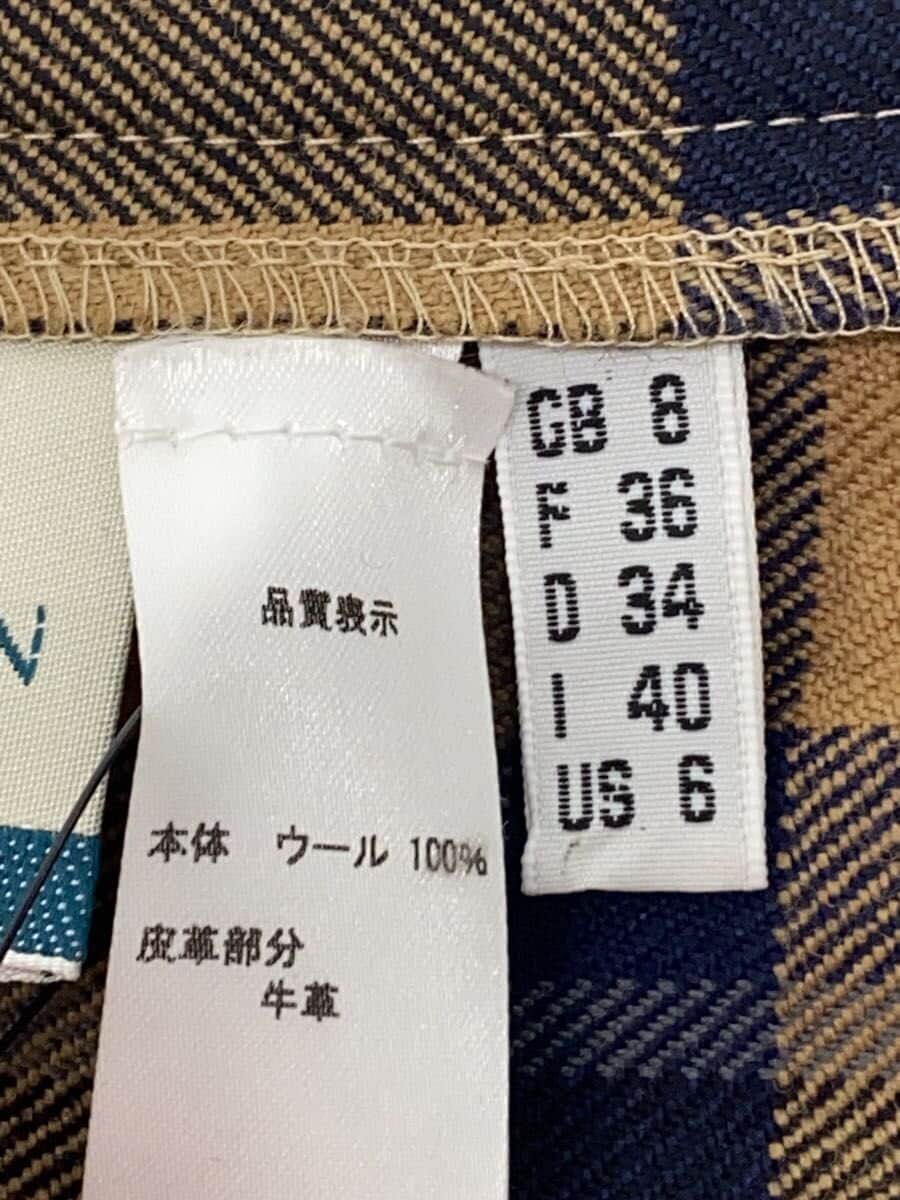 品質表示
本体 ウール 100%
皮革部分
牛革
GB 8
F 36
D 34
I 40
US 6
N